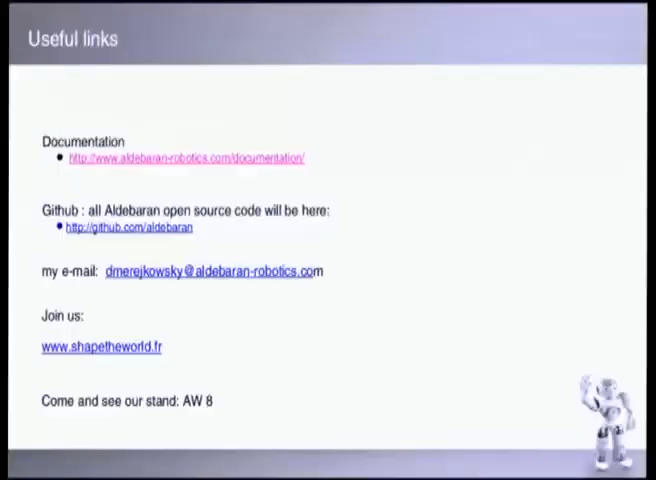 Useful links
Documentation
• http://www.aldebaran-robotics.com/documentation/
Github : all Aldebaran open source code will be here:
• http://github.com/aldebaran
my e-mail: dmerejkowsky@aldebaran-robotics.com
Join us:
www.shapetheworld.fr
Come and see our stand: AW 8